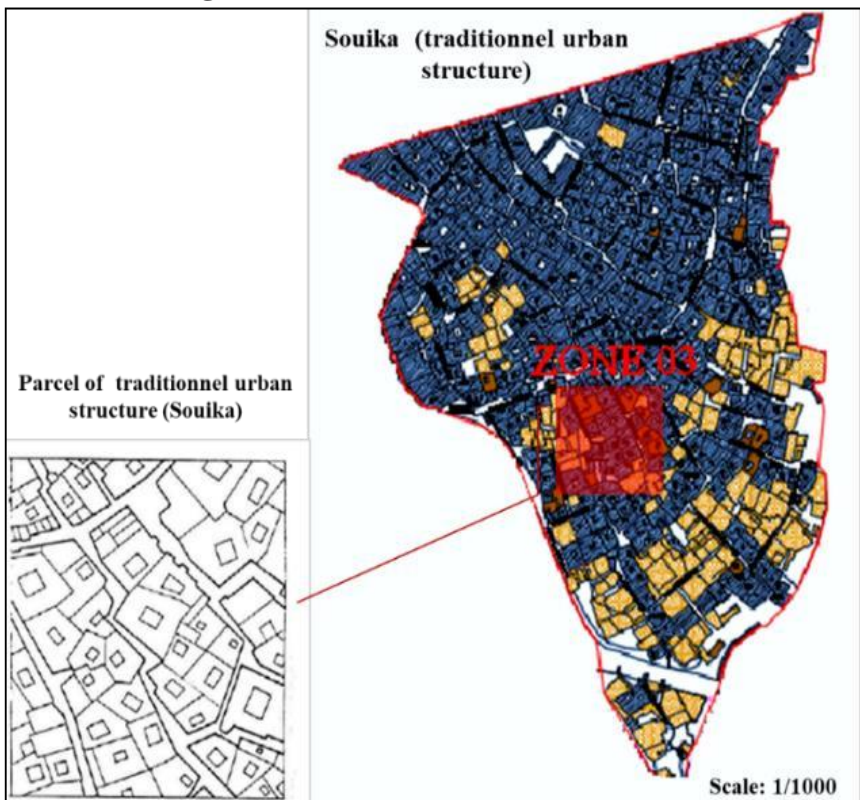 Souika (traditionnel urban
structure)
ZONE 03
Parcel of traditionnel urban
structure (Souika)
Scale: 1/1000